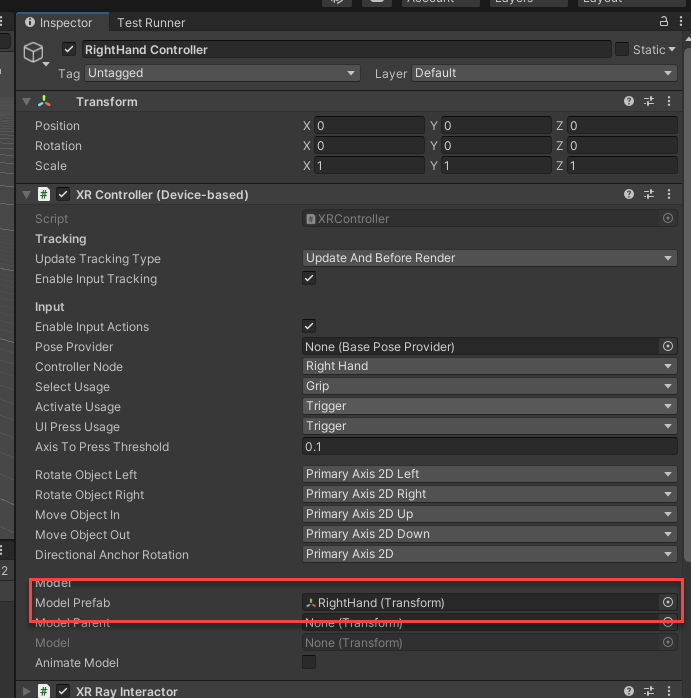 Account
Layers
Layout
Inspector Test Runner
RightHand Controller Static
Tag Untagged Layer Default
Transform
Position X 0 Y 0 Z 0
Rotation X 0 Y 0 Z 0
Scale X 1 Y 1 Z 1
# XR Controller (Device-based)
Script # XRController
Tracking
Update Tracking Type Update And Before Render
Enable Input Tracking
Input
Enable Input Actions
Pose Provider None (Base Pose Provider)
Controller Node Right Hand
Select Usage Grip
Activate Usage Trigger
UI Press Usage Trigger
Axis To Press Threshold 0.1
Rotate Object Left Primary Axis 2D Left
Rotate Object Right Primary Axis 2D Right
Move Object In Primary Axis 2D Up
Move Object Out Primary Axis 2D Down
Directional Anchor Rotation Primary Axis 2D
2
Model
Model Prefab RightHand (Transform)
Model Parent None (Transform)
Model None (Transform)
Animate Model
# XR Ray Interactor